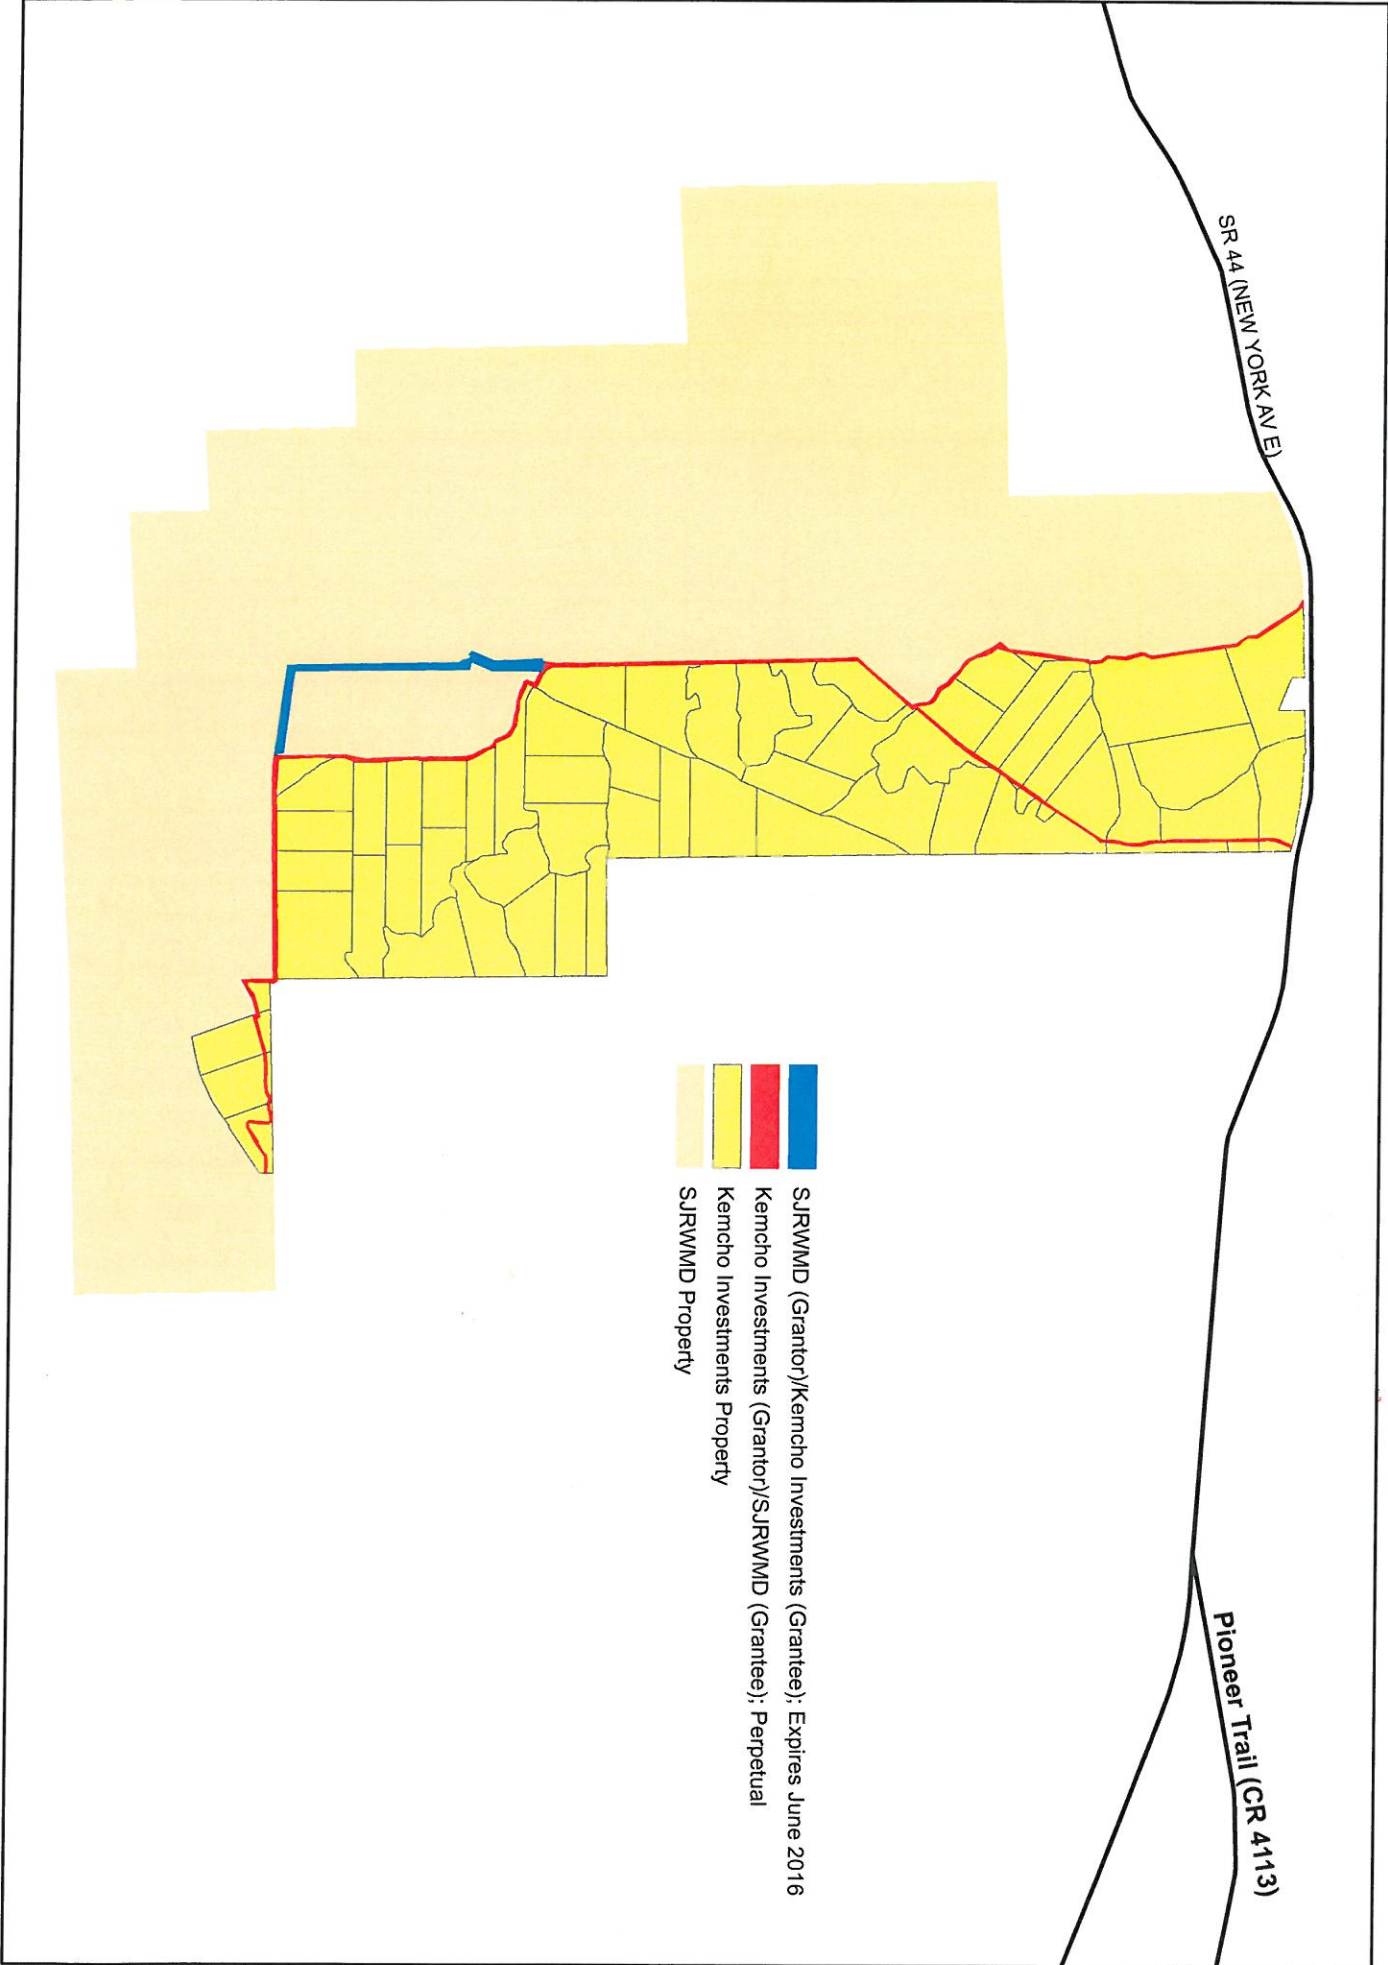 SR 44 (NEW YORK AV E)
Pioneer Trail (CR 4113)
SJRWMD (Grantor)/Kemcho Investments (Grantee); Expires June 2016
Kemcho Investments (Grantor)/SJRWMD (Grantee); Perpetual
Kemcho Investments Property
SJRWMD Property